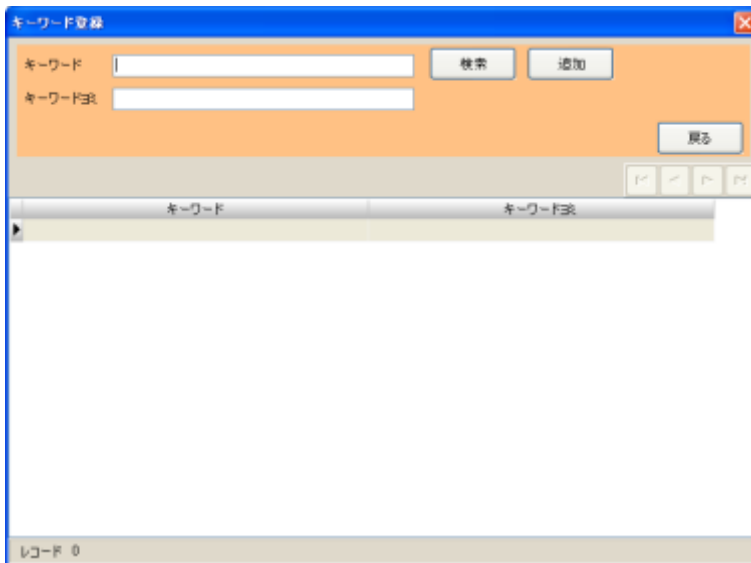 キーワード登録
キーワード 検索 追加
キーワードヨミ
戻る
キーワード キーワードヨミ
レコード 0